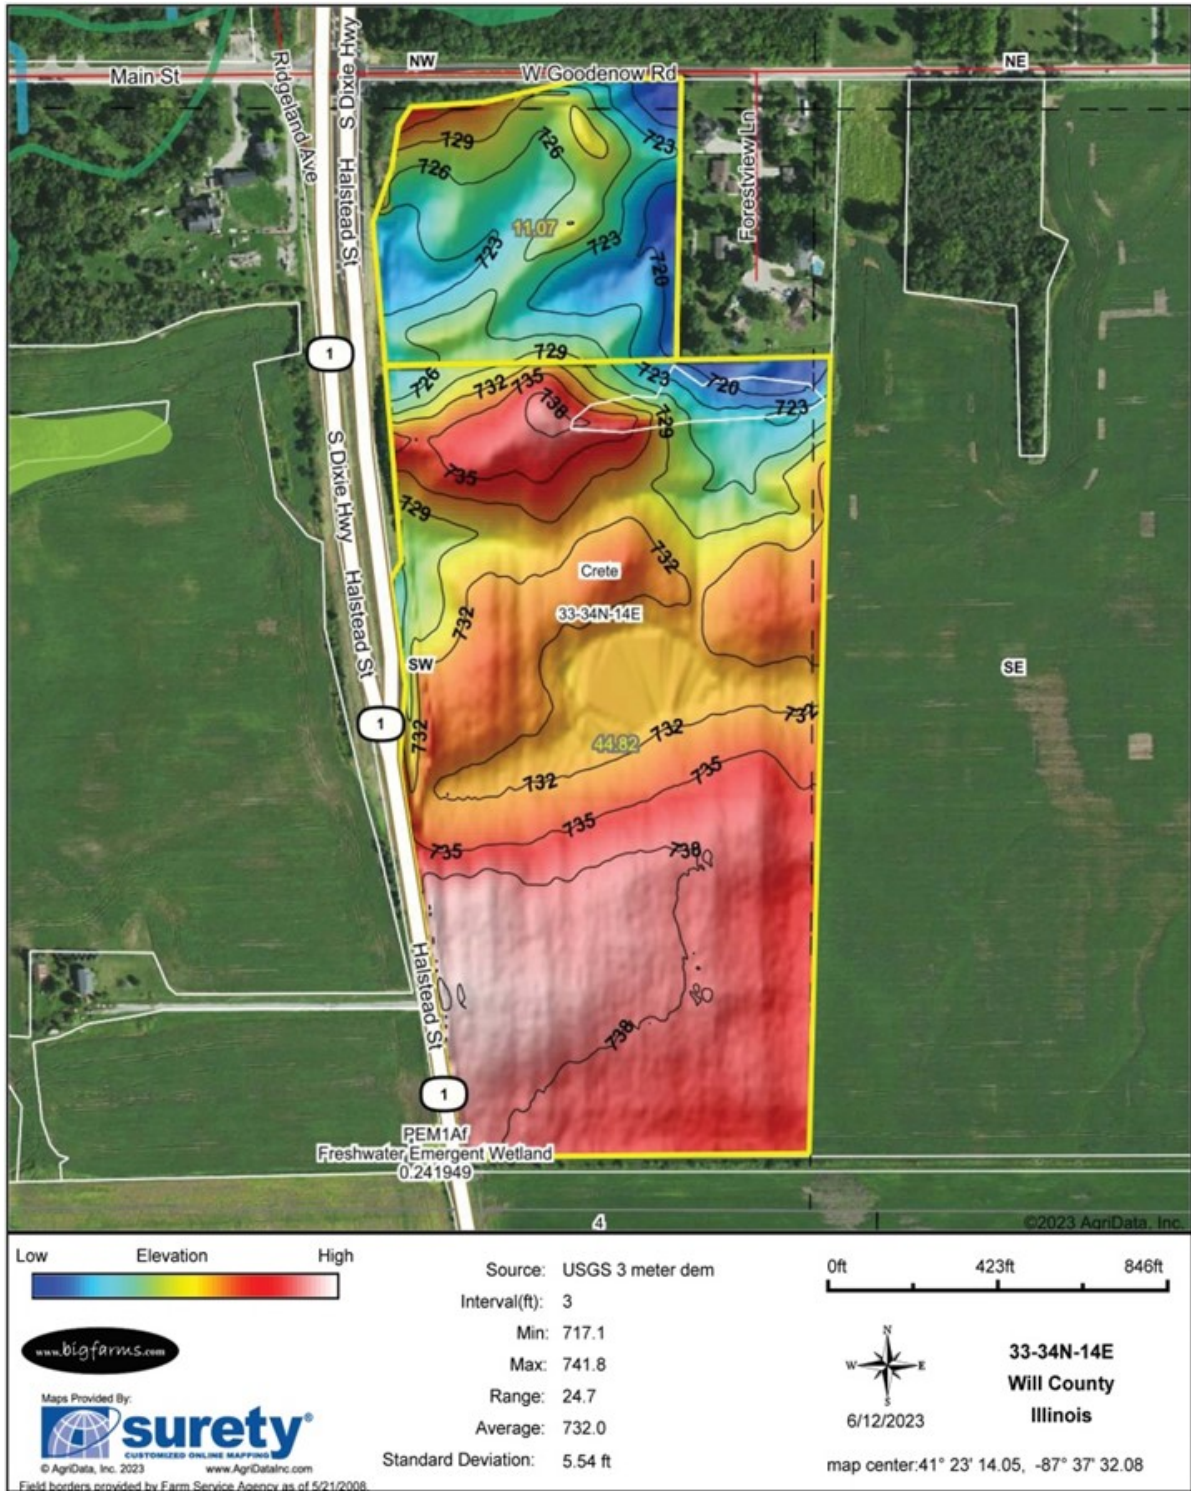 NW
NE
Main St
W Goodenow Rd
Ridgeland Ave
S Dixie Hwy
Halstead St
Forestview Ln
729
726
726
723
723
11.07
723
720
1
729
726
732
735
738
723
720
723
729
735
729
S Dixie Hwy
Halstead St
732
Crete
33-34N-14E
732
SW
SE
1
732
732
732
44.82
732
735
735
735
738
Halstead St
738
1
PEM1Af
Freshwater Emergent Wetland
0.241949
4
©2023 AgriData, Inc.
Low Elevation High
www.bigfarms.com
Maps Provided By:
surety®
CUSTOMIZED ONLINE MAPPING
© AgriData, Inc. 2023 www.AgriDataInc.com
Field borders provided by Farm Service Agency as of 5/21/2008.
Source: USGS 3 meter dem
Interval(ft): 3
Min: 717.1
Max: 741.8
Range: 24.7
Average: 732.0
Standard Deviation: 5.54 ft
0ft 423ft 846ft
N
W E
S
6/12/2023
33-34N-14E
Will County
Illinois
map center:41° 23' 14.05, -87° 37' 32.08